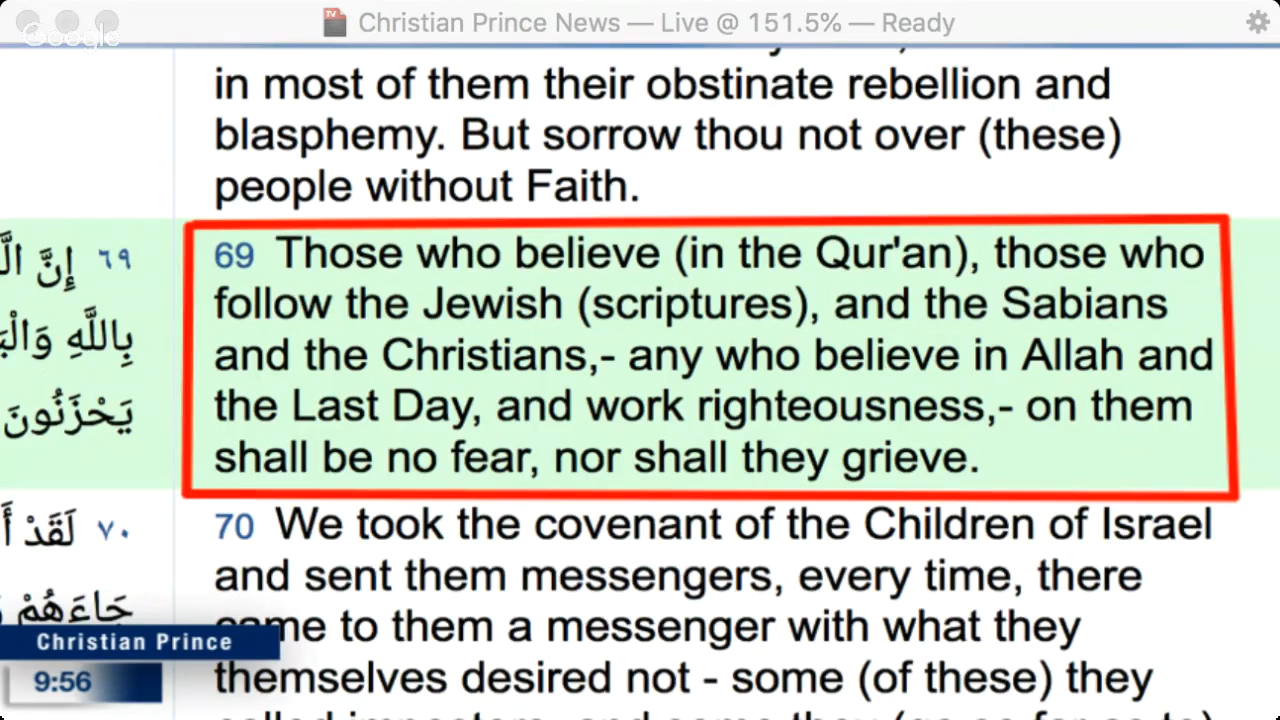 Christian Prince News — Live @ 151.5% — Ready
Google
in most of them their obstinate rebellion and
blasphemy. But sorrow thou not over (these)
people without Faith.
٦٩ إِنَّ
69 Those who believe (in the Qur'an), those who
follow the Jewish (scriptures), and the Sabians
بِاللَّهِ
and the Christians,- any who believe in Allah and
the Last Day, and work righteousness,- on them
يَحْزَنُونَ
shall be no fear, nor shall they grieve.
٧٠ لَقَدْ
70 We took the covenant of the Children of Israel
and sent them messengers, every time, there
جَاءَهُمْ
came to them a messenger with what they
Christian Prince
themselves desired not - some (of these) they
9:56